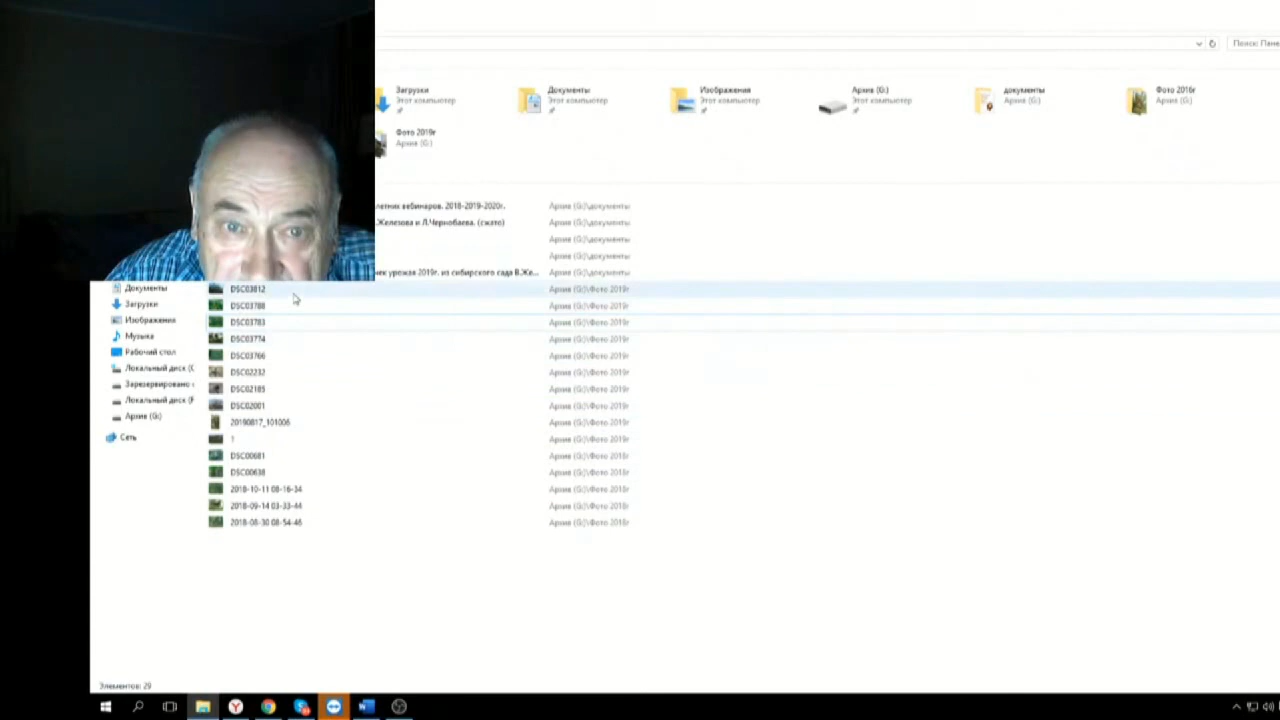 Поиск: Пане
Загрузки
Этот компьютер
Документы
Этот компьютер
Изображения
Этот компьютер
Архив (G:)
Этот компьютер
документы
Архив (G:)
Фото 2016г
Архив (G:)
Фото 2019г
Архив (G:)
летних вебинаров. 2018-2019-2020г. Архив (G:)\документы
.Железова и Л.Чернобаева. (сжато) Архив (G:)\документы
Архив (G:)\документы
Архив (G:)\документы
урожая 2019г. из сибирского сада В.Же... Архив (G:)\документы
Документы
Загрузки
Изображения
Музыка
Рабочий стол
Локальный диск (
Зарезервировано
Локальный диск (
Архив (G:)
Сеть
DSC03812 Архив (G:)\Фото 2019г
DSC03788 Архив (G:)\Фото 2019г
DSC03783 Архив (G:)\Фото 2019г
DSC03774 Архив (G:)\Фото 2019г
DSC03766 Архив (G:)\Фото 2019г
DSC02232 Архив (G:)\Фото 2019г
DSC02185 Архив (G:)\Фото 2019г
DSC02001 Архив (G:)\Фото 2019г
20190817_101006 Архив (G:)\Фото 2019г
1 Архив (G:)\Фото 2019г
DSC00681 Архив (G:)\Фото 2018г
DSC00638 Архив (G:)\Фото 2018г
2018-10-11 08-16-34 Архив (G:)\Фото 2018г
2018-09-14 03-33-44 Архив (G:)\Фото 2018г
2018-08-30 08-54-46 Архив (G:)\Фото 2018г
Элементов: 29